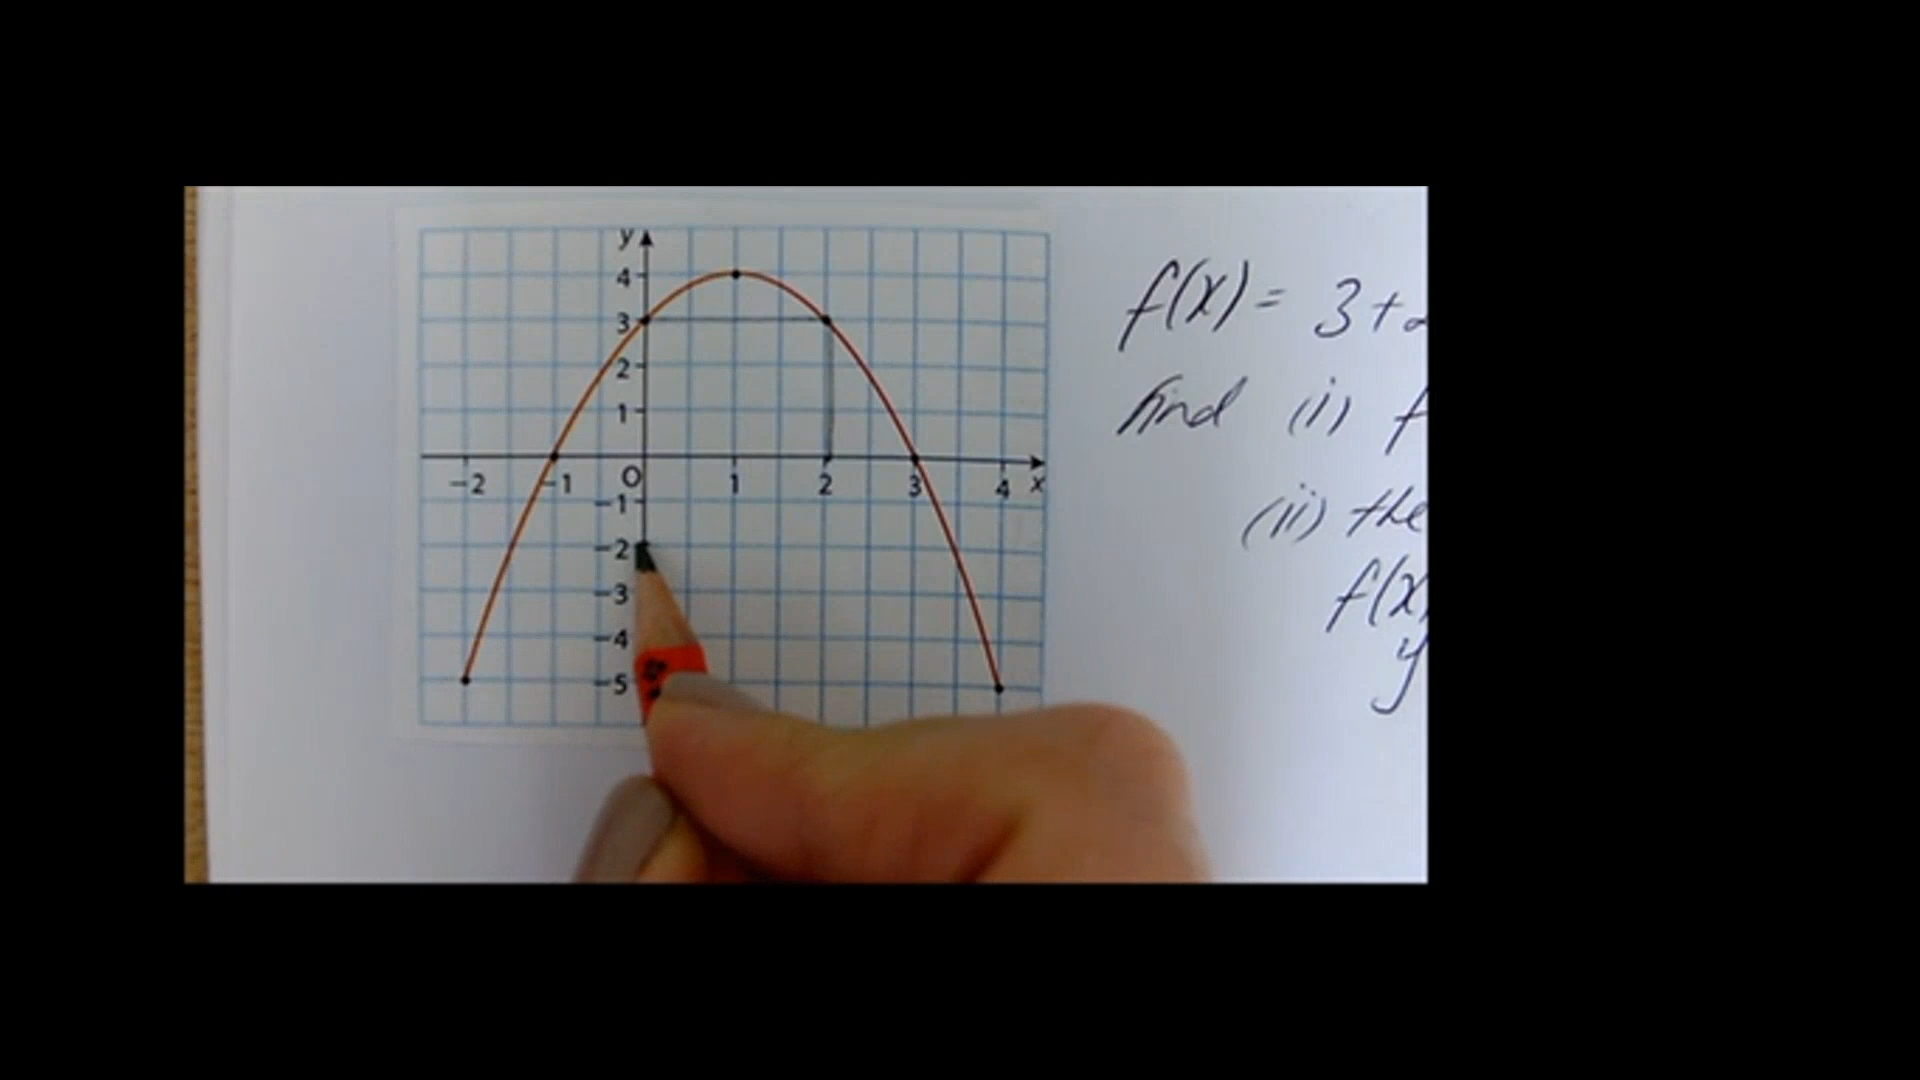 y
4
3
2
1
-2 -1 O 1 2 3 4 x
-1
-2
-3
-4
-5
f(x) = 3 +
find (i) f
(ii) the
f(x
y